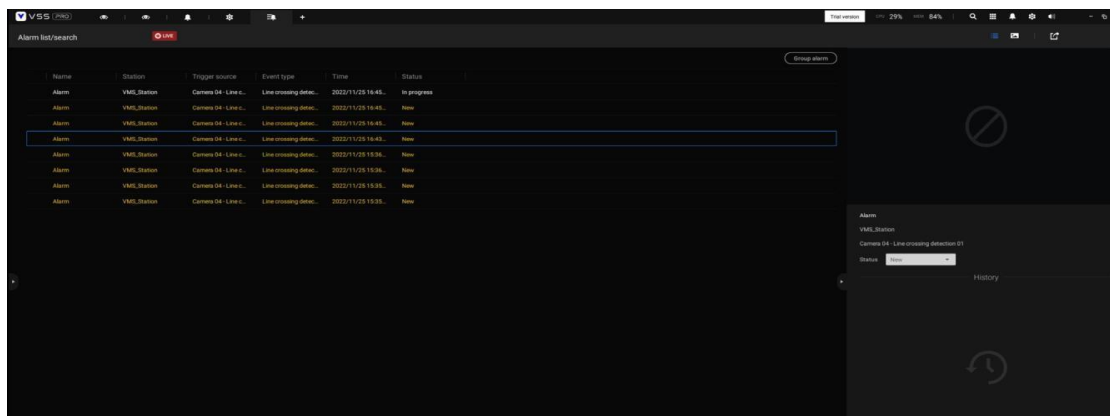 VSS PRO
Trial version CPU 29% MEM 84%
Alarm list/search LIVE
Group alarm
Name Station Trigger source Event type Time Status
Alarm VMS_Station Camera 04 - Line c... Line crossing detec... 2022/11/25 16:45... In progress
Alarm VMS_Station Camera 04 - Line c... Line crossing detec... 2022/11/25 16:45... New
Alarm VMS_Station Camera 04 - Line c... Line crossing detec... 2022/11/25 16:45... New
Alarm VMS_Station Camera 04 - Line c... Line crossing detec... 2022/11/25 16:43... New
Alarm VMS_Station Camera 04 - Line c... Line crossing detec... 2022/11/25 15:36... New
Alarm VMS_Station Camera 04 - Line c... Line crossing detec... 2022/11/25 15:36... New
Alarm VMS_Station Camera 04 - Line c... Line crossing detec... 2022/11/25 15:35... New
Alarm VMS_Station Camera 04 - Line c... Line crossing detec... 2022/11/25 15:35... New
Alarm
VMS_Station
Camera 04 - Line crossing detection 01
Status New
History